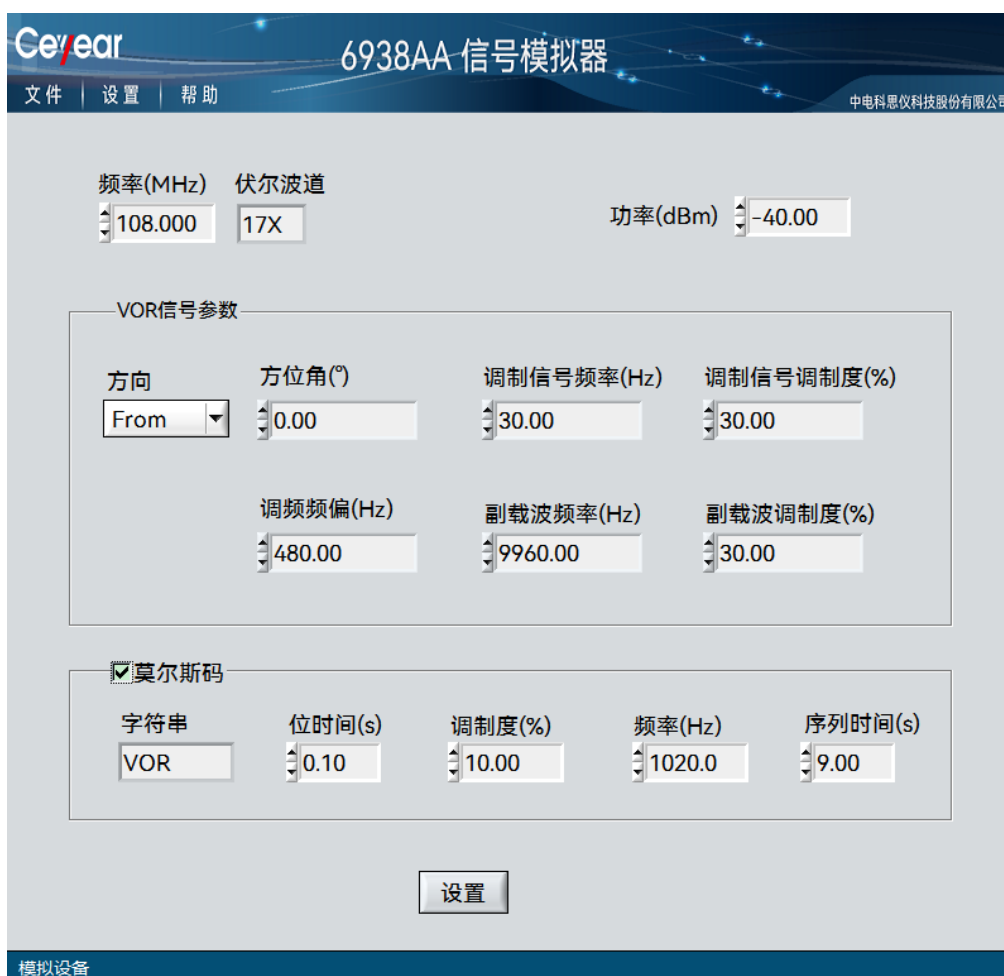 Ceyear
6938AA 信号模拟器
文件 设置 帮助
中电科思仪科技股份有限公司
频率(MHz) 伏尔波道
108.000 17X
功率(dBm) -40.00
VOR信号参数
方向 方位角(º) 调制信号频率(Hz) 调制信号调制度(%)
From 0.00 30.00 30.00
调频频偏(Hz) 副载波频率(Hz) 副载波调制度(%)
480.00 9960.00 30.00
莫尔斯码
字符串 位时间(s) 调制度(%) 频率(Hz) 序列时间(s)
VOR 0.10 10.00 1020.0 9.00
设置
模拟设备